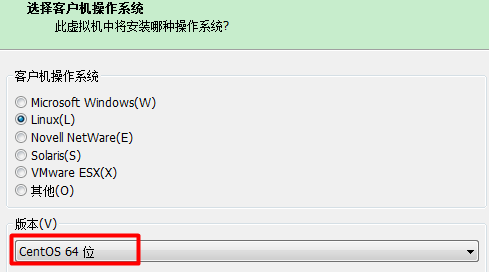 选择客户机操作系统
此虚拟机中将安装哪种操作系统?
客户机操作系统
Microsoft Windows(W)
Linux(L)
Novell NetWare(E)
Solaris(S)
VMware ESX(X)
其他(O)
版本(V)
CentOS 64 位